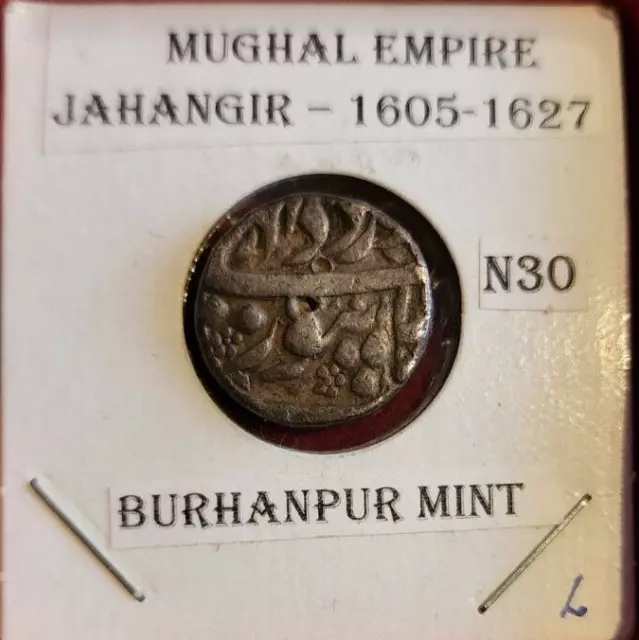 MUGHAL EMPIRE
JAHANGIR – 1605-1627
N30
BURHANPUR MINT
L